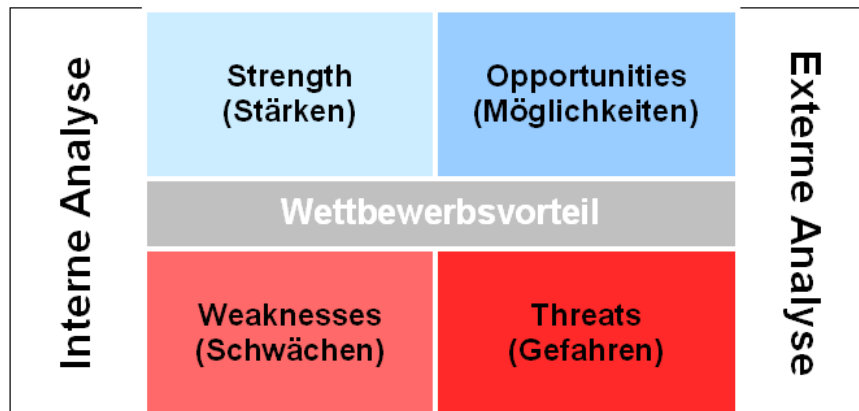 Interne Analyse
Strength
(Stärken)
Opportunities
(Möglichkeiten)
Wettbewerbsvorteil
Weaknesses
(Schwächen)
Threats
(Gefahren)
Externe Analyse